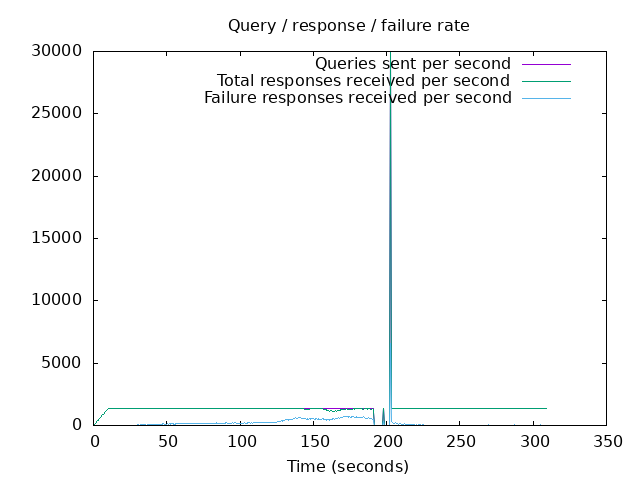 Query / response / failure rate
30000
25000
20000
15000
10000
5000
0
Queries sent per second
Total responses received per second
Failure responses received per second
0 50 100 150 200 250 300 350
Time (seconds)